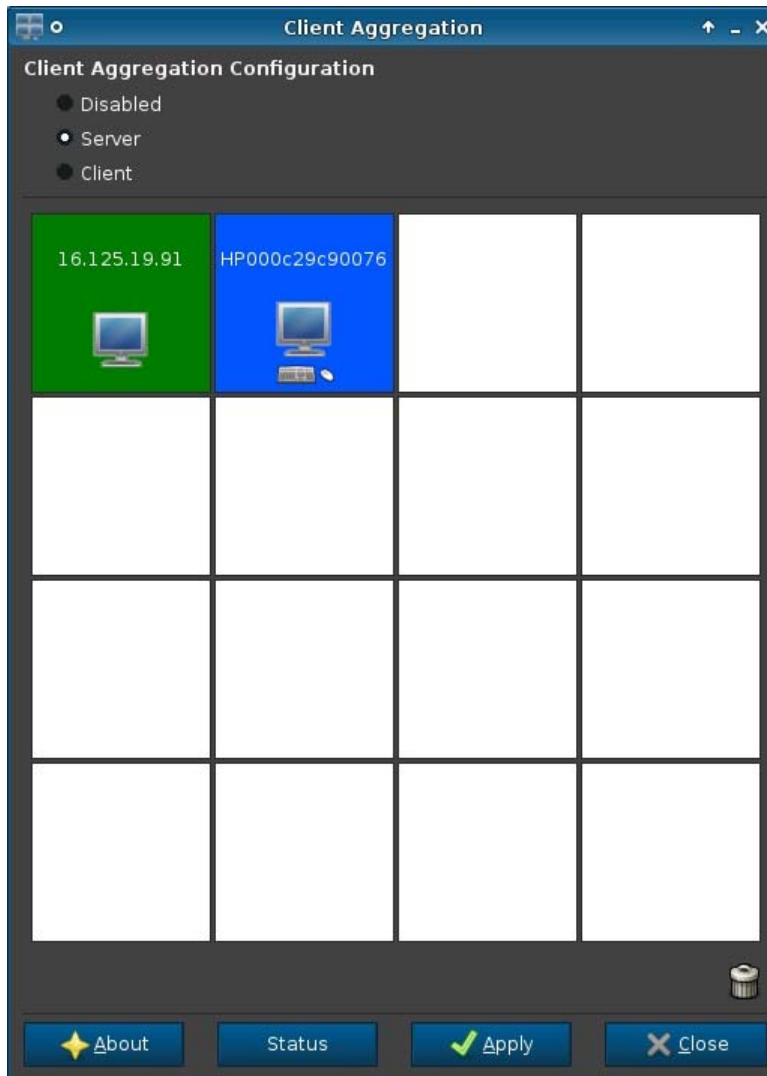 Client Aggregation
Client Aggregation Configuration
Disabled
Server
Client
16.125.19.91
HP000c29c90076
About
Status
Apply
Close